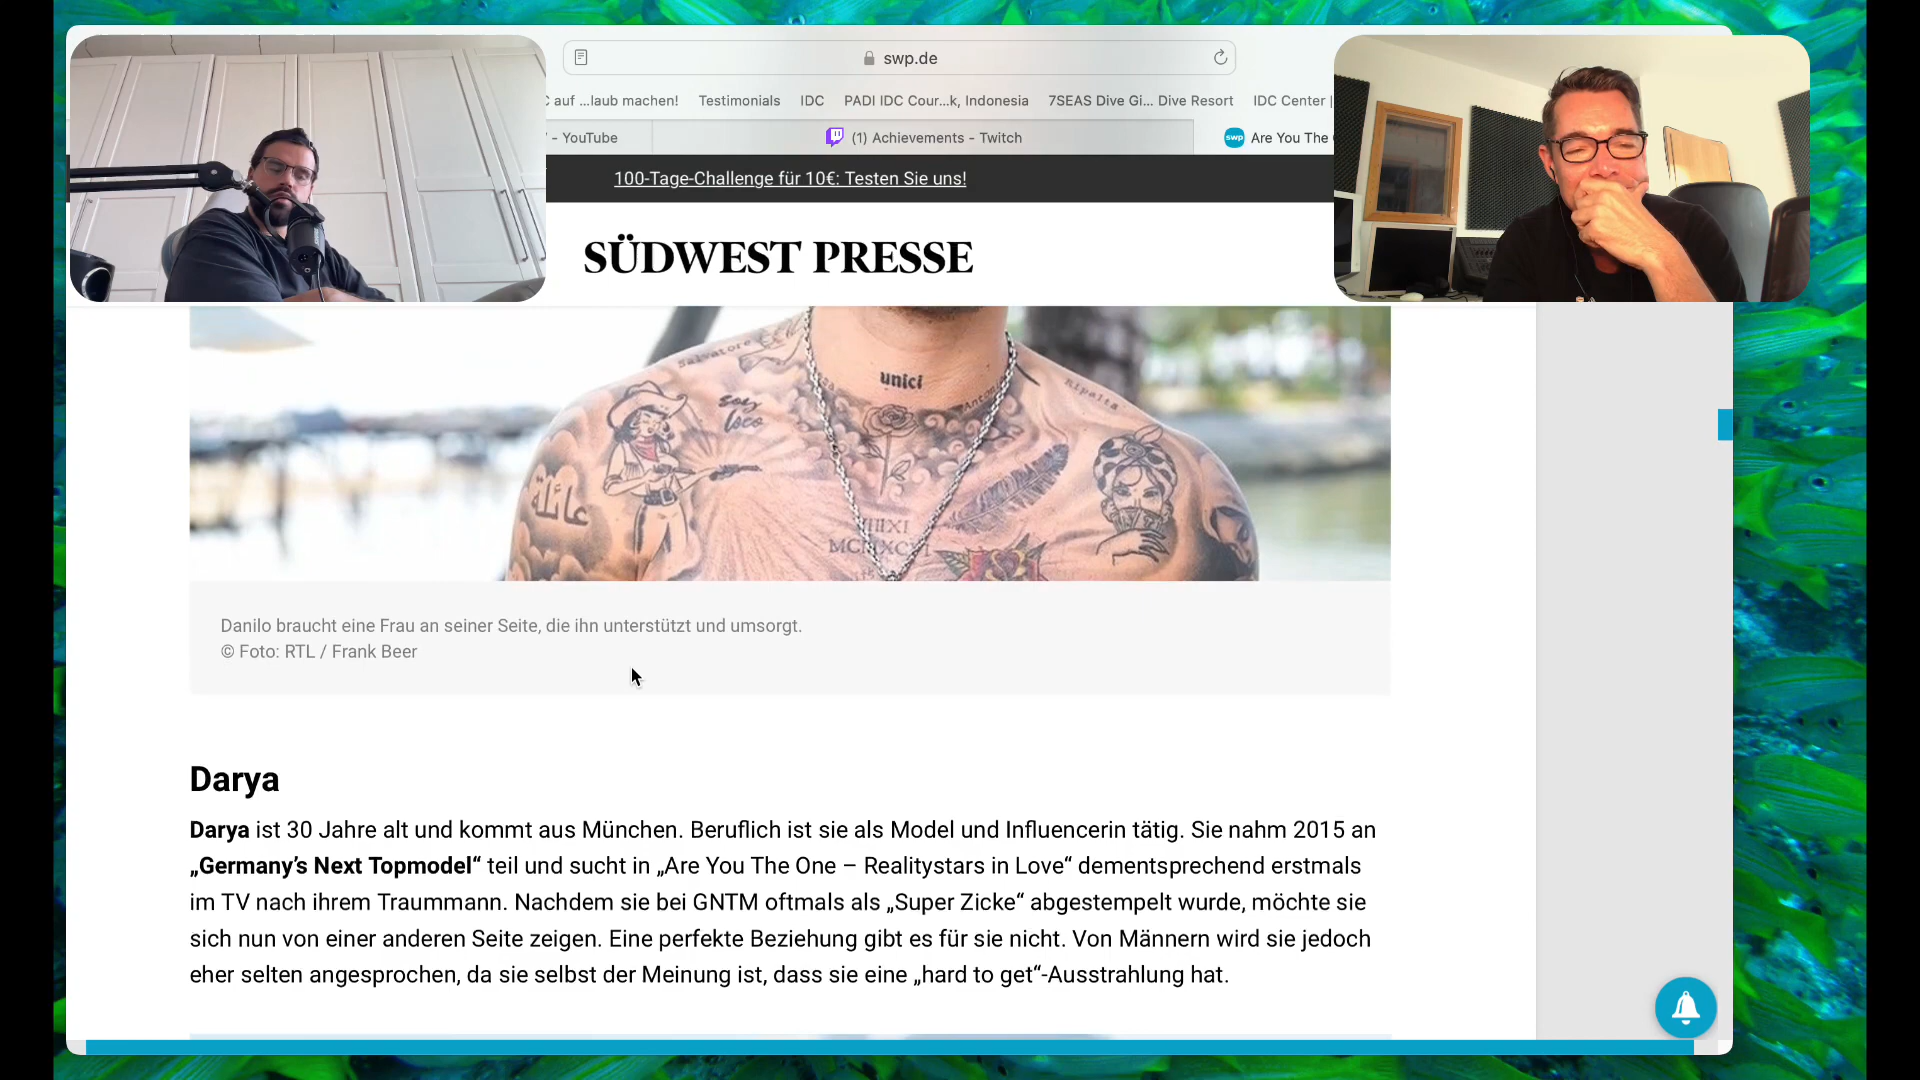 swp.de
C auf ...laub machen!
Testimonials
IDC
PADI IDC Cour...k, Indonesia
7SEAS Dive Gi... Dive Resort
IDC Center |
- YouTube
(1) Achievements - Twitch
swp
Are You The
100-Tage-Challenge für 10€: Testen Sie uns!
SÜDWEST PRESSE
Salvatore
unici
soy
loco
Antonio
Ripalta
عائلة
Danilo braucht eine Frau an seiner Seite, die ihn unterstützt und umsorgt.
© Foto: RTL / Frank Beer
Darya
Darya ist 30 Jahre alt und kommt aus München. Beruflich ist sie als Model und Influencerin tätig. Sie nahm 2015 an
„Germany’s Next Topmodel“ teil und sucht in „Are You The One – Realitystars in Love“ dementsprechend erstmals
im TV nach ihrem Traummann. Nachdem sie bei GNTM oftmals als „Super Zicke“ abgestempelt wurde, möchte sie
sich nun von einer anderen Seite zeigen. Eine perfekte Beziehung gibt es für sie nicht. Von Männern wird sie jedoch
eher selten angesprochen, da sie selbst der Meinung ist, dass sie eine „hard to get“-Ausstrahlung hat.